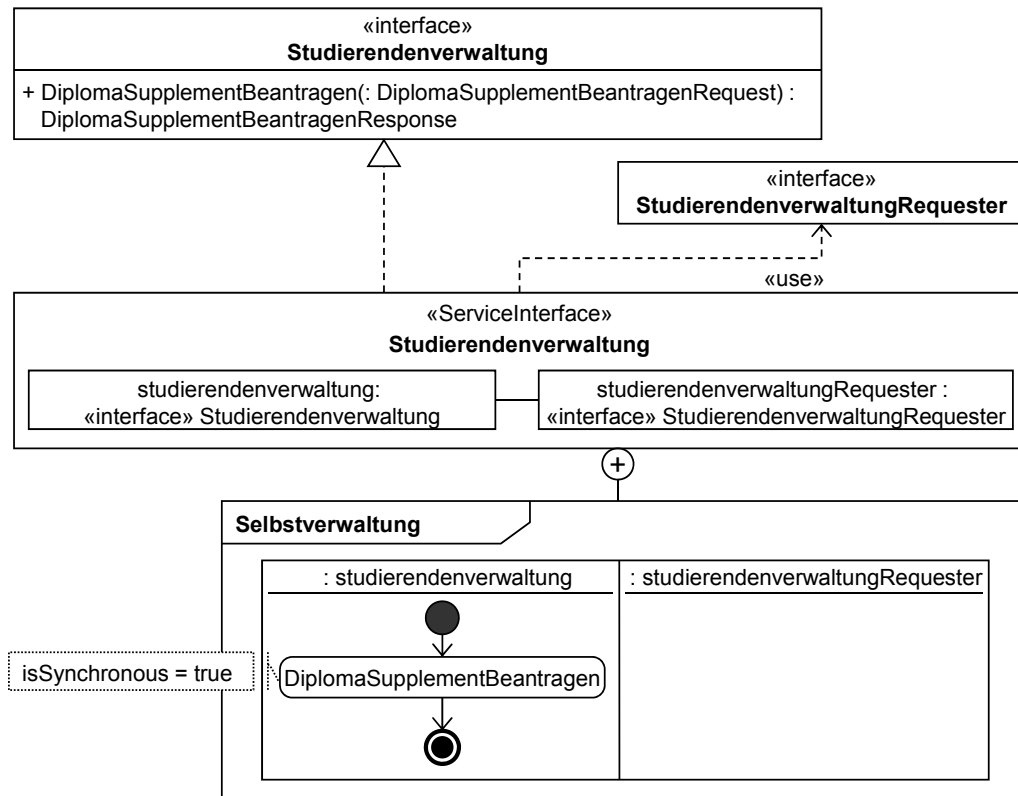 «interface»
Studierendenverwaltung
+ DiplomaSupplementBeantragen(: DiplomaSupplementBeantragenRequest) :
DiplomaSupplementBeantragenResponse
«interface»
StudierendenverwaltungRequester
«use»
«ServiceInterface»
Studierendenverwaltung
studierendenverwaltung:
«interface» Studierendenverwaltung
studierendenverwaltungRequester :
«interface» StudierendenverwaltungRequester
+
Selbstverwaltung
: studierendenverwaltung
: studierendenverwaltungRequester
isSynchronous = true
DiplomaSupplementBeantragen